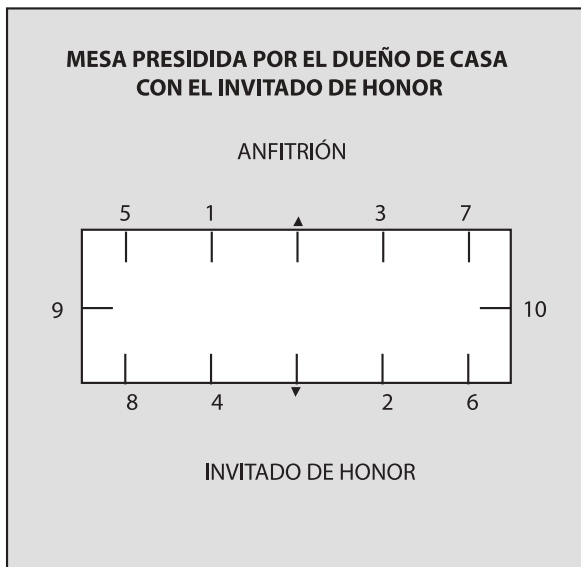 MESA PRESIDIDA POR EL DUEÑO DE CASA
CON EL INVITADO DE HONOR
ANFITRIÓN
5 1 3 7
9 10
8 4 2 6
INVITADO DE HONOR